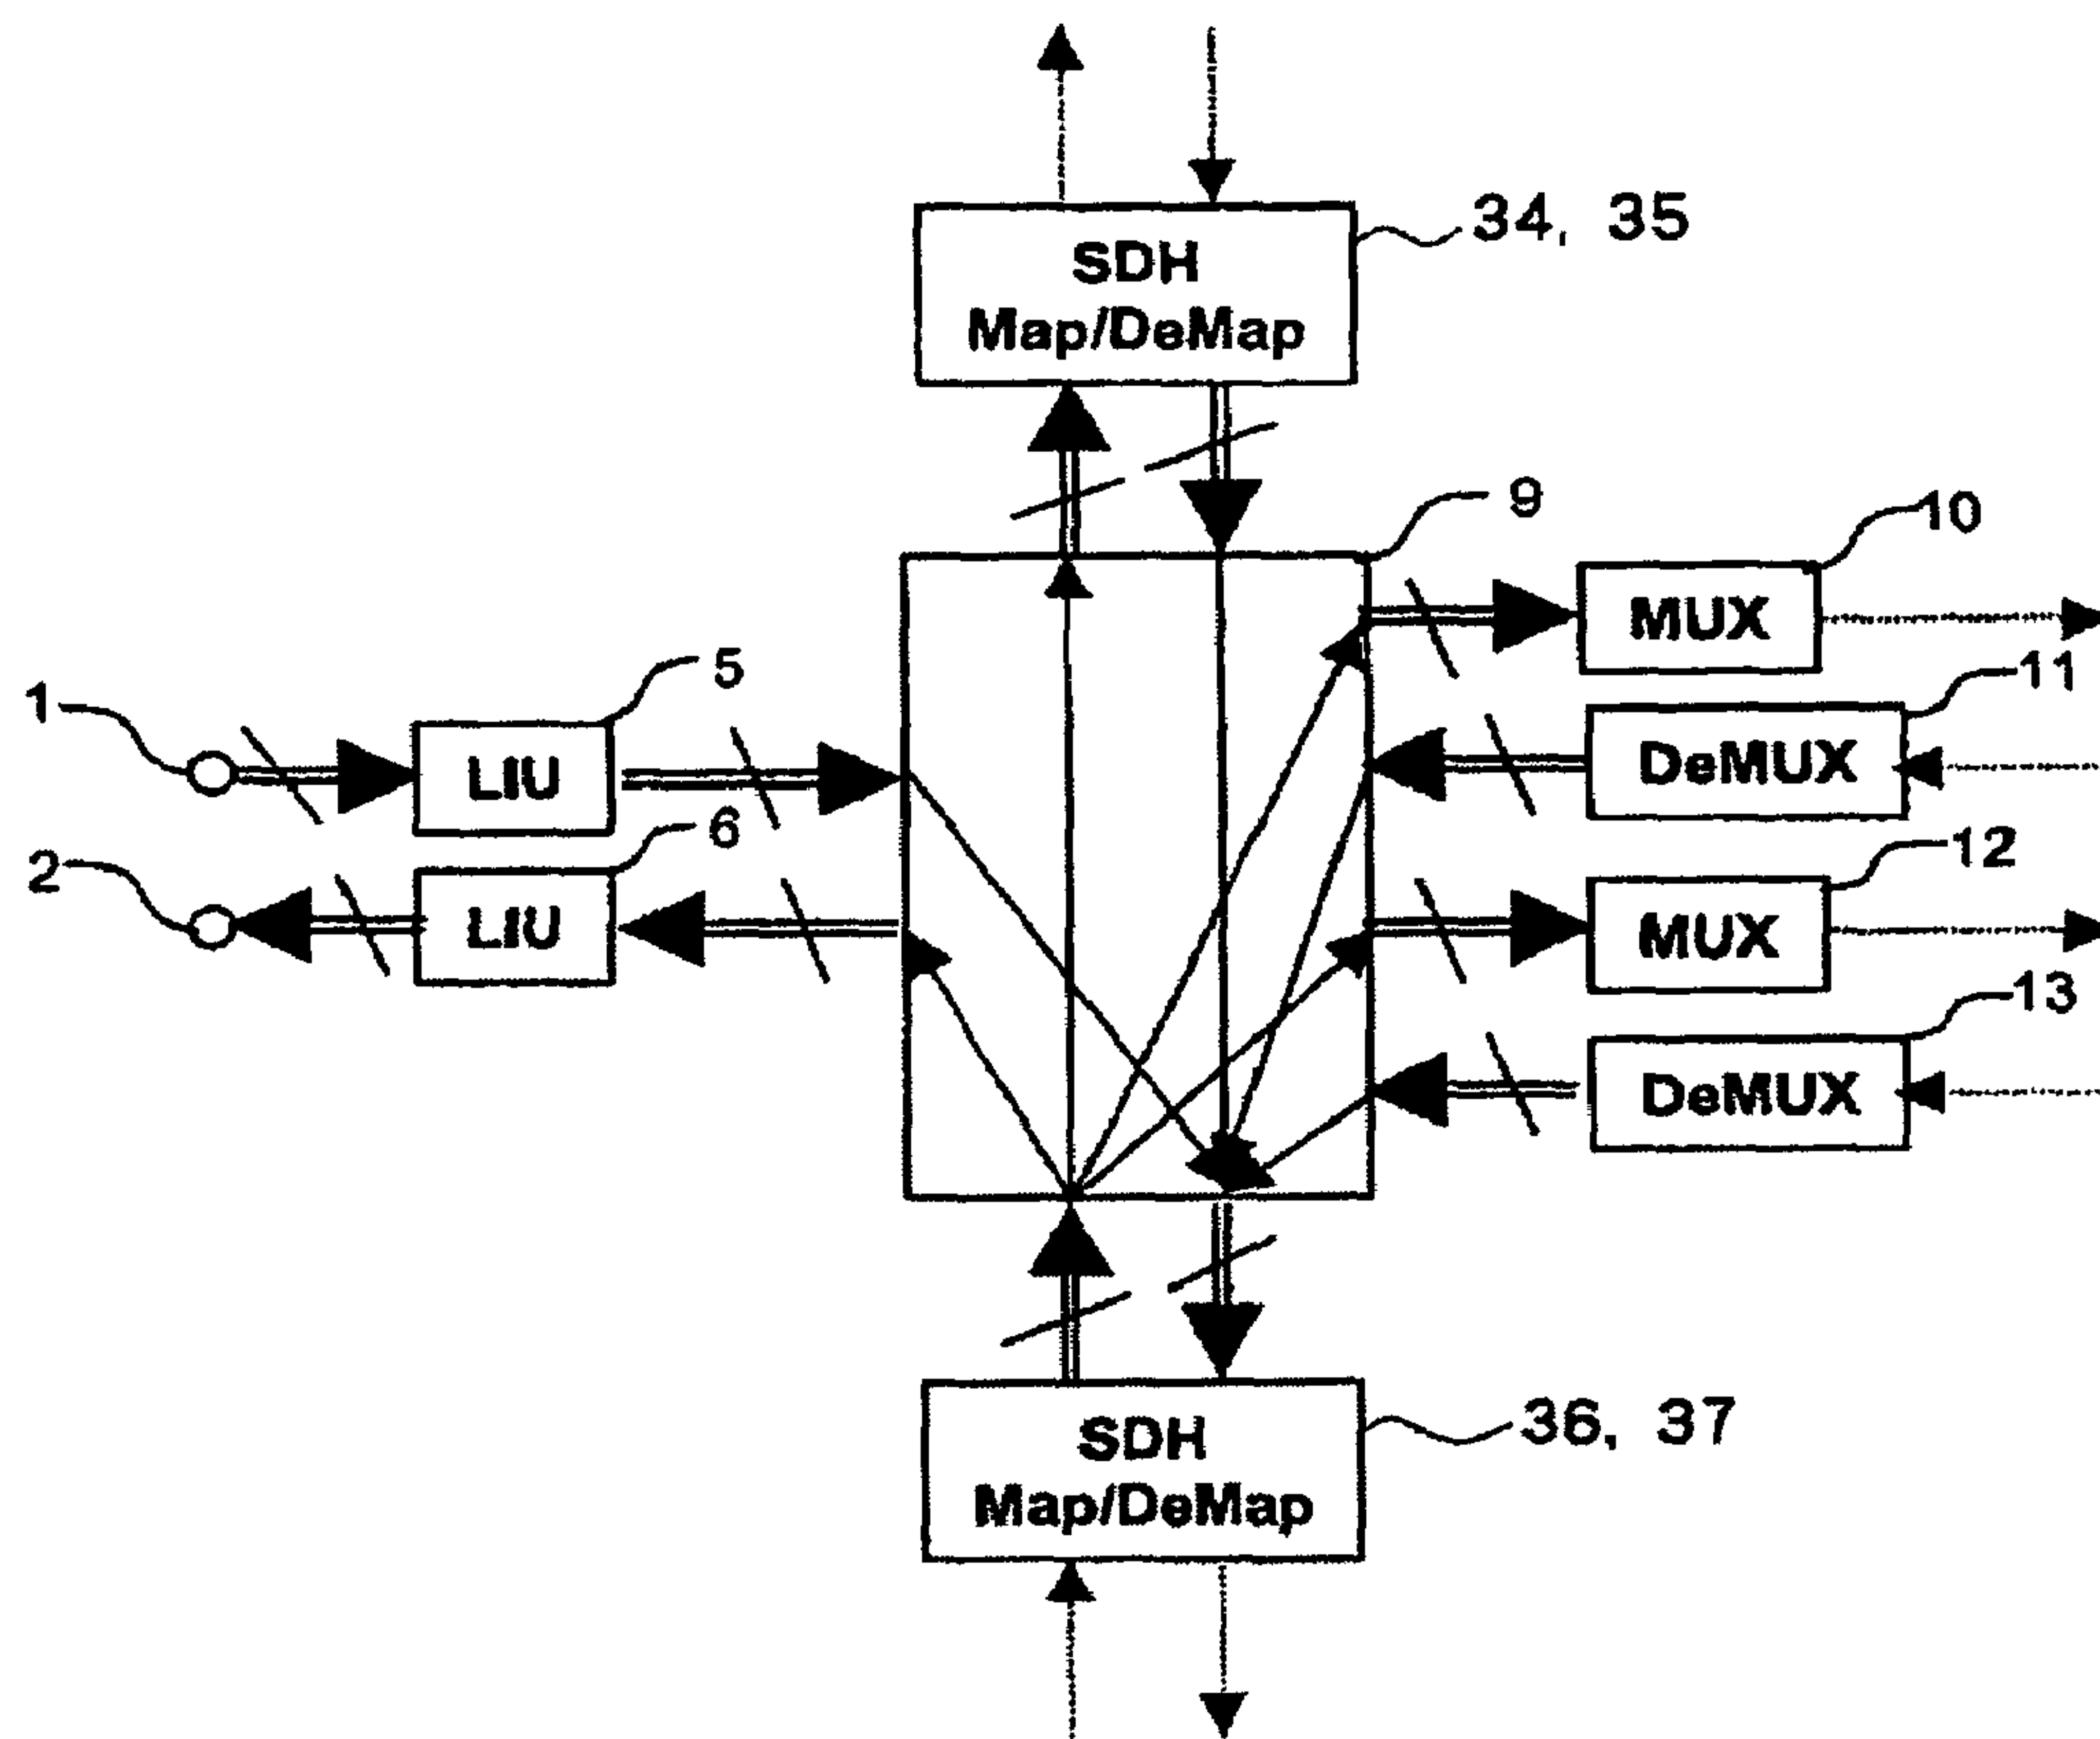 34, 35
SDH
Map/DeMap
9
10
MUX
11
5
1
DeMUX
LIU
6
12
2
LIU
MUX
13
DeMUX
36, 37
SDH
Map/DeMap